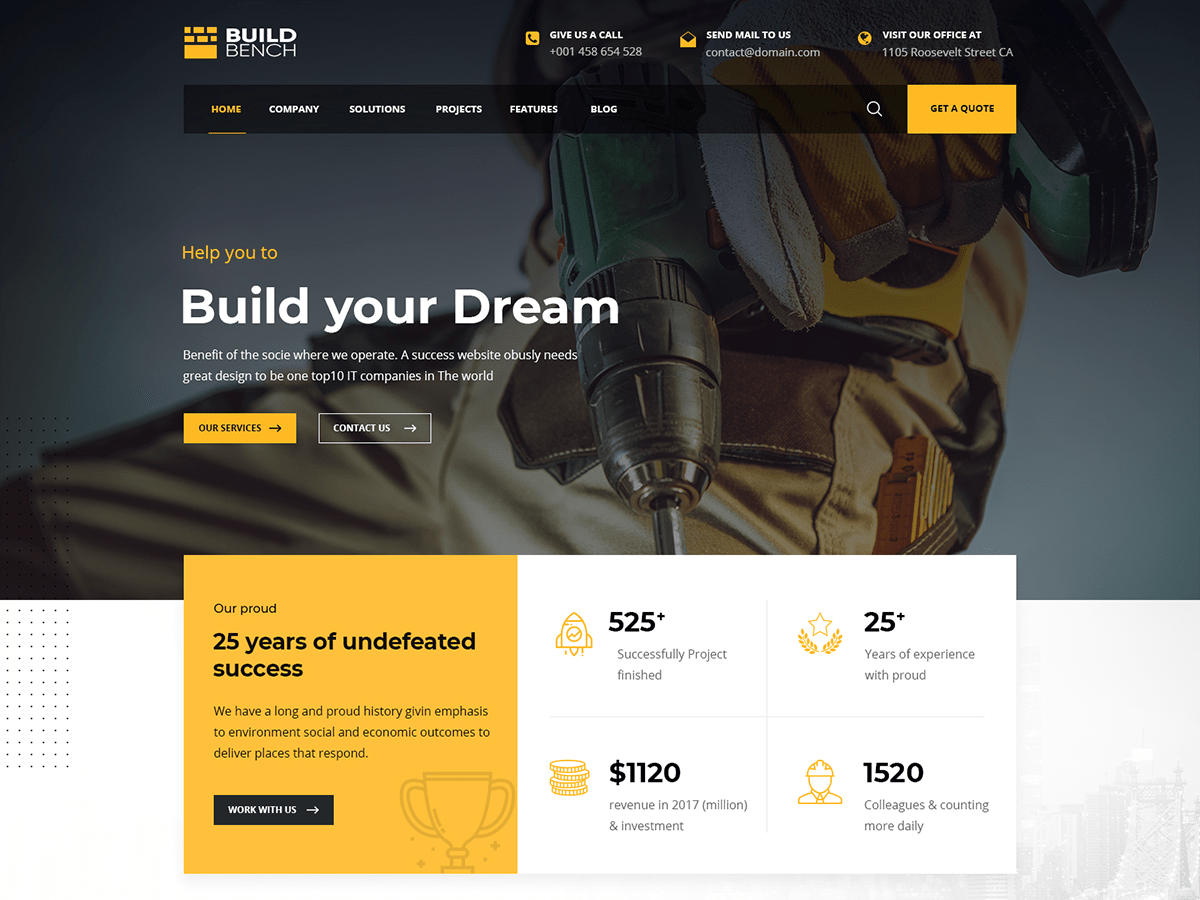 BUILD
BENCH
GIVE US A CALL
+001 458 654 528
SEND MAIL TO US
contact@domain.com
VISIT OUR OFFICE AT
1105 Roosevelt Street CA
HOME COMPANY SOLUTIONS PROJECTS FEATURES BLOG
GET A QUOTE
Help you to
Build your Dream
Benefit of the socie where we operate. A success website obusly needs
great design to be one top10 IT companies in The world
OUR SERVICES
CONTACT US
Our proud
25 years of undefeated
success
We have a long and proud history givin emphasis
to environment social and economic outcomes to
deliver places that respond.
WORK WITH US
525+
Successfully Project
finished
25+
Years of experience
with proud
$1120
revenue in 2017 (million)
& investment
1520
Colleagues & counting
more daily